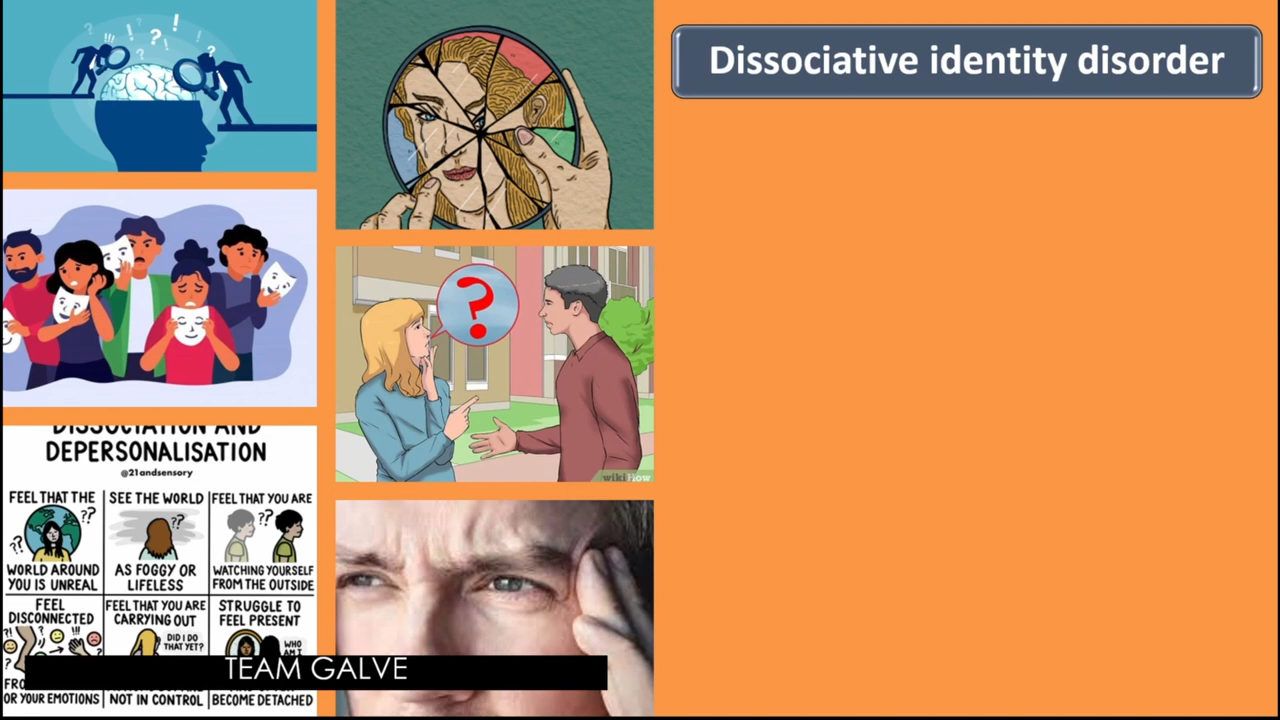 Dissociative identity disorder
DEPERSONALISATION
@21andsensory
FEEL THAT THE
WORLD AROUND
YOU IS UNREAL
SEE THE WORLD
AS FOGGY OR
LIFELESS
FEEL THAT YOU ARE
WATCHING YOURSELF
FROM THE OUTSIDE
FEEL
DISCONNECTED
OR YOUR EMOTIONS
FEEL THAT YOU ARE
CARRYING OUT
DID I DO
THAT YET?
NOT IN CONTROL
STRUGGLE TO
FEEL PRESENT
WHO
AM I
BECOME DETACHED
wikiHow
TEAM GALVE